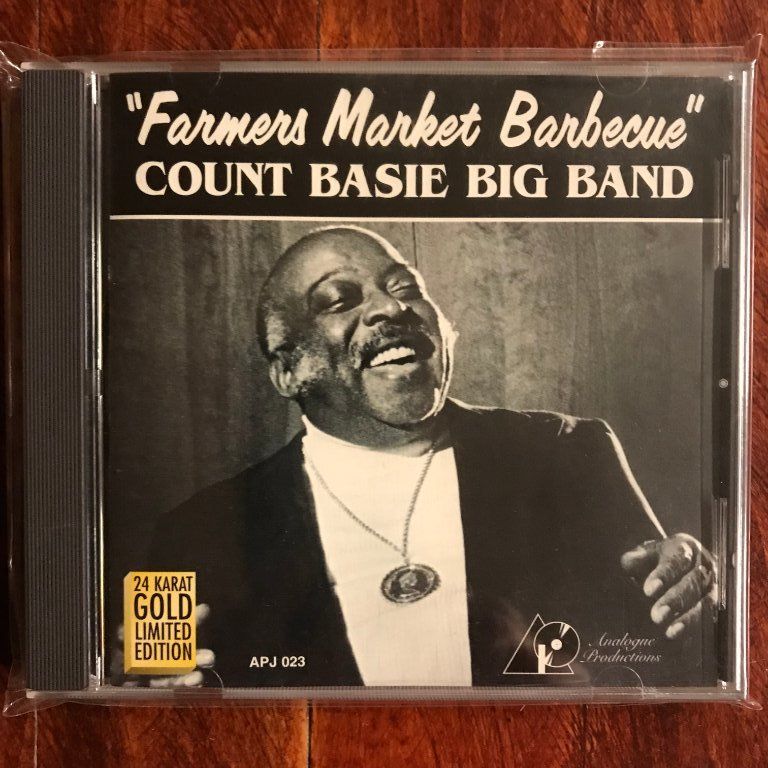 "Farmers Market Barbecue"
COUNT BASIE BIG BAND
24 KARAT
GOLD
LIMITED
EDITION
APJ 023
Analogue
Productions